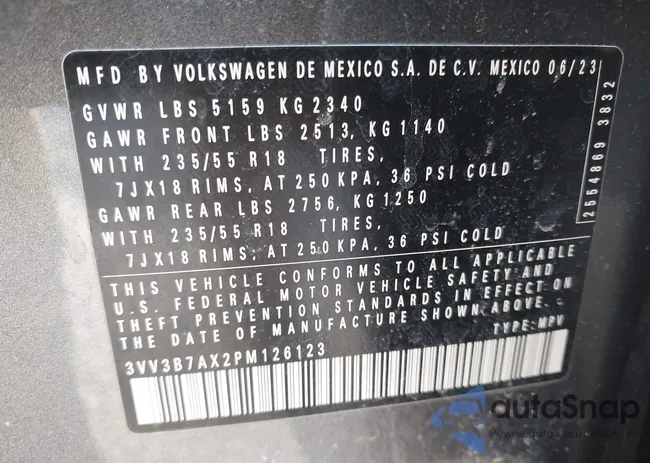 MFD BY VOLKSWAGEN DE MEXICO S.A. DE C.V. MEXICO 06/23
GVWR LBS 5159 KG 2340
GAWR FRONT LBS 2513, KG 1140
WITH 235/55 R18 TIRES,
7JX18 RIMS, AT 250 KPA, 36 PSI COLD
GAWR REAR LBS 2756, KG 1250
WITH 235/55 R18 TIRES,
7JX18 RIMS, AT 250 KPA, 36 PSI COLD
2554869 3832
THIS VEHICLE CONFORMS TO ALL APPLICABLE
U.S. FEDERAL MOTOR VEHICLE SAFETY AND
THEFT PREVENTION STANDARDS IN EFFECT ON
THE DATE OF MANUFACTURE SHOWN ABOVE.
3VV3B7AX2PM126123
TYPE: MPV
autaSnap
Pewne auto